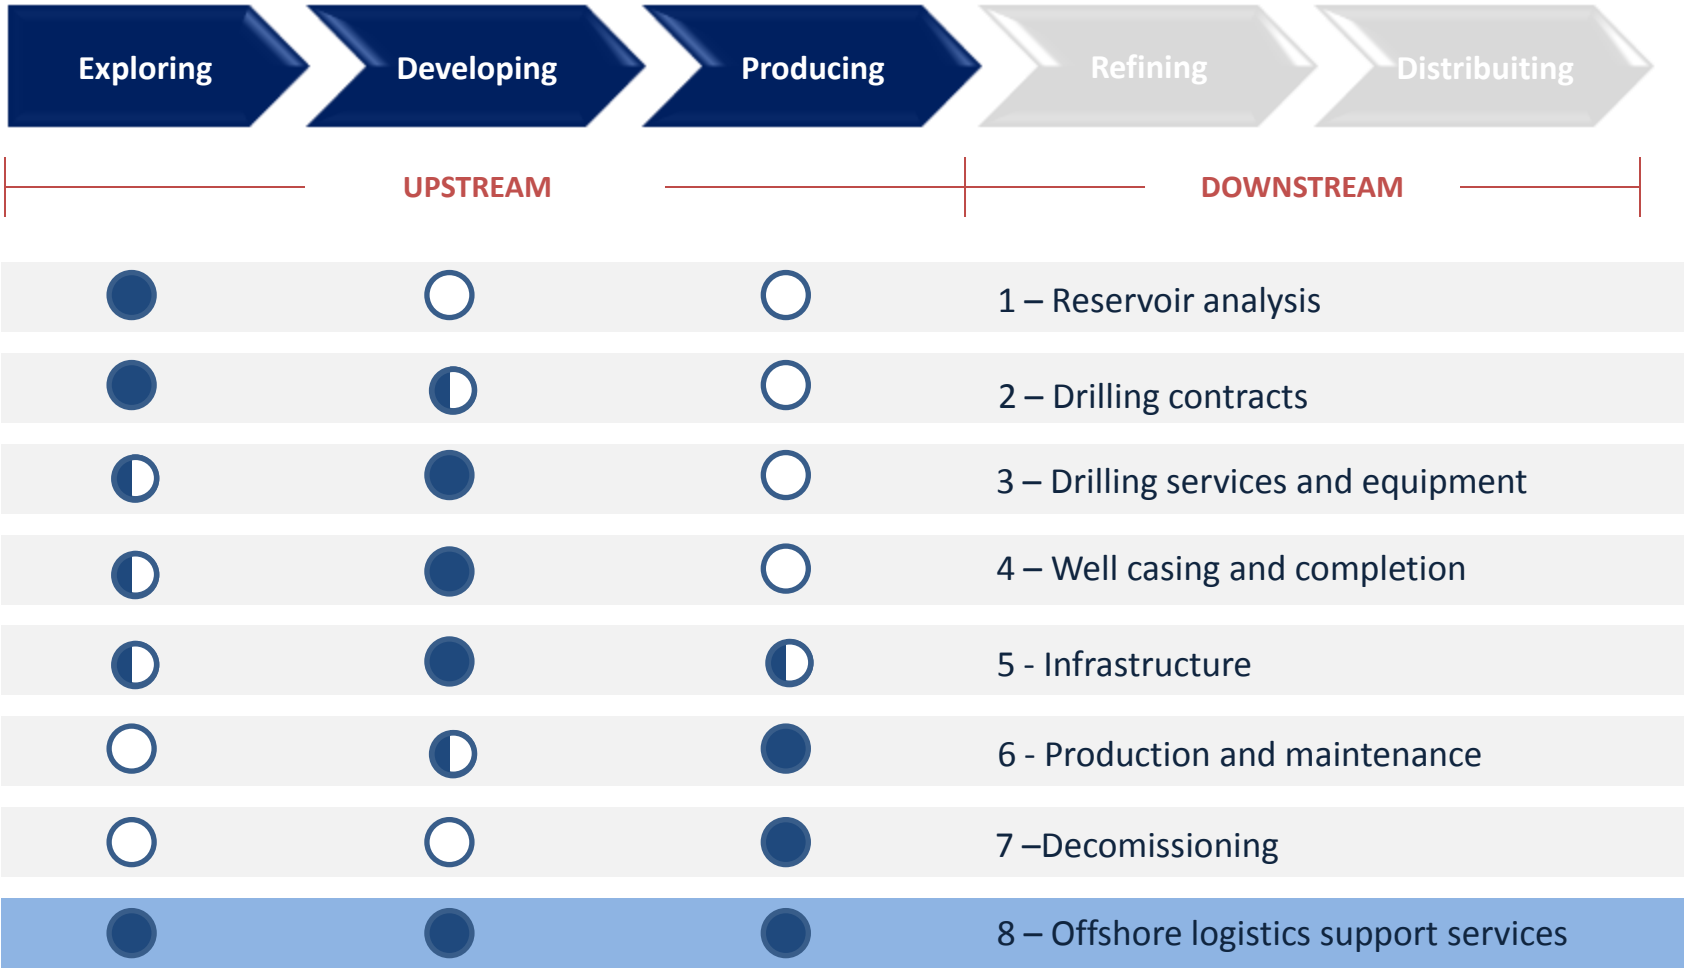 Exploring
Developing
Producing
Refining
Distribuiting
UPSTREAM
DOWNSTREAM
1 – Reservoir analysis
2 – Drilling contracts
3 – Drilling services and equipment
4 – Well casing and completion
5 - Infrastructure
6 - Production and maintenance
7 –Decomissioning
8 – Offshore logistics support services